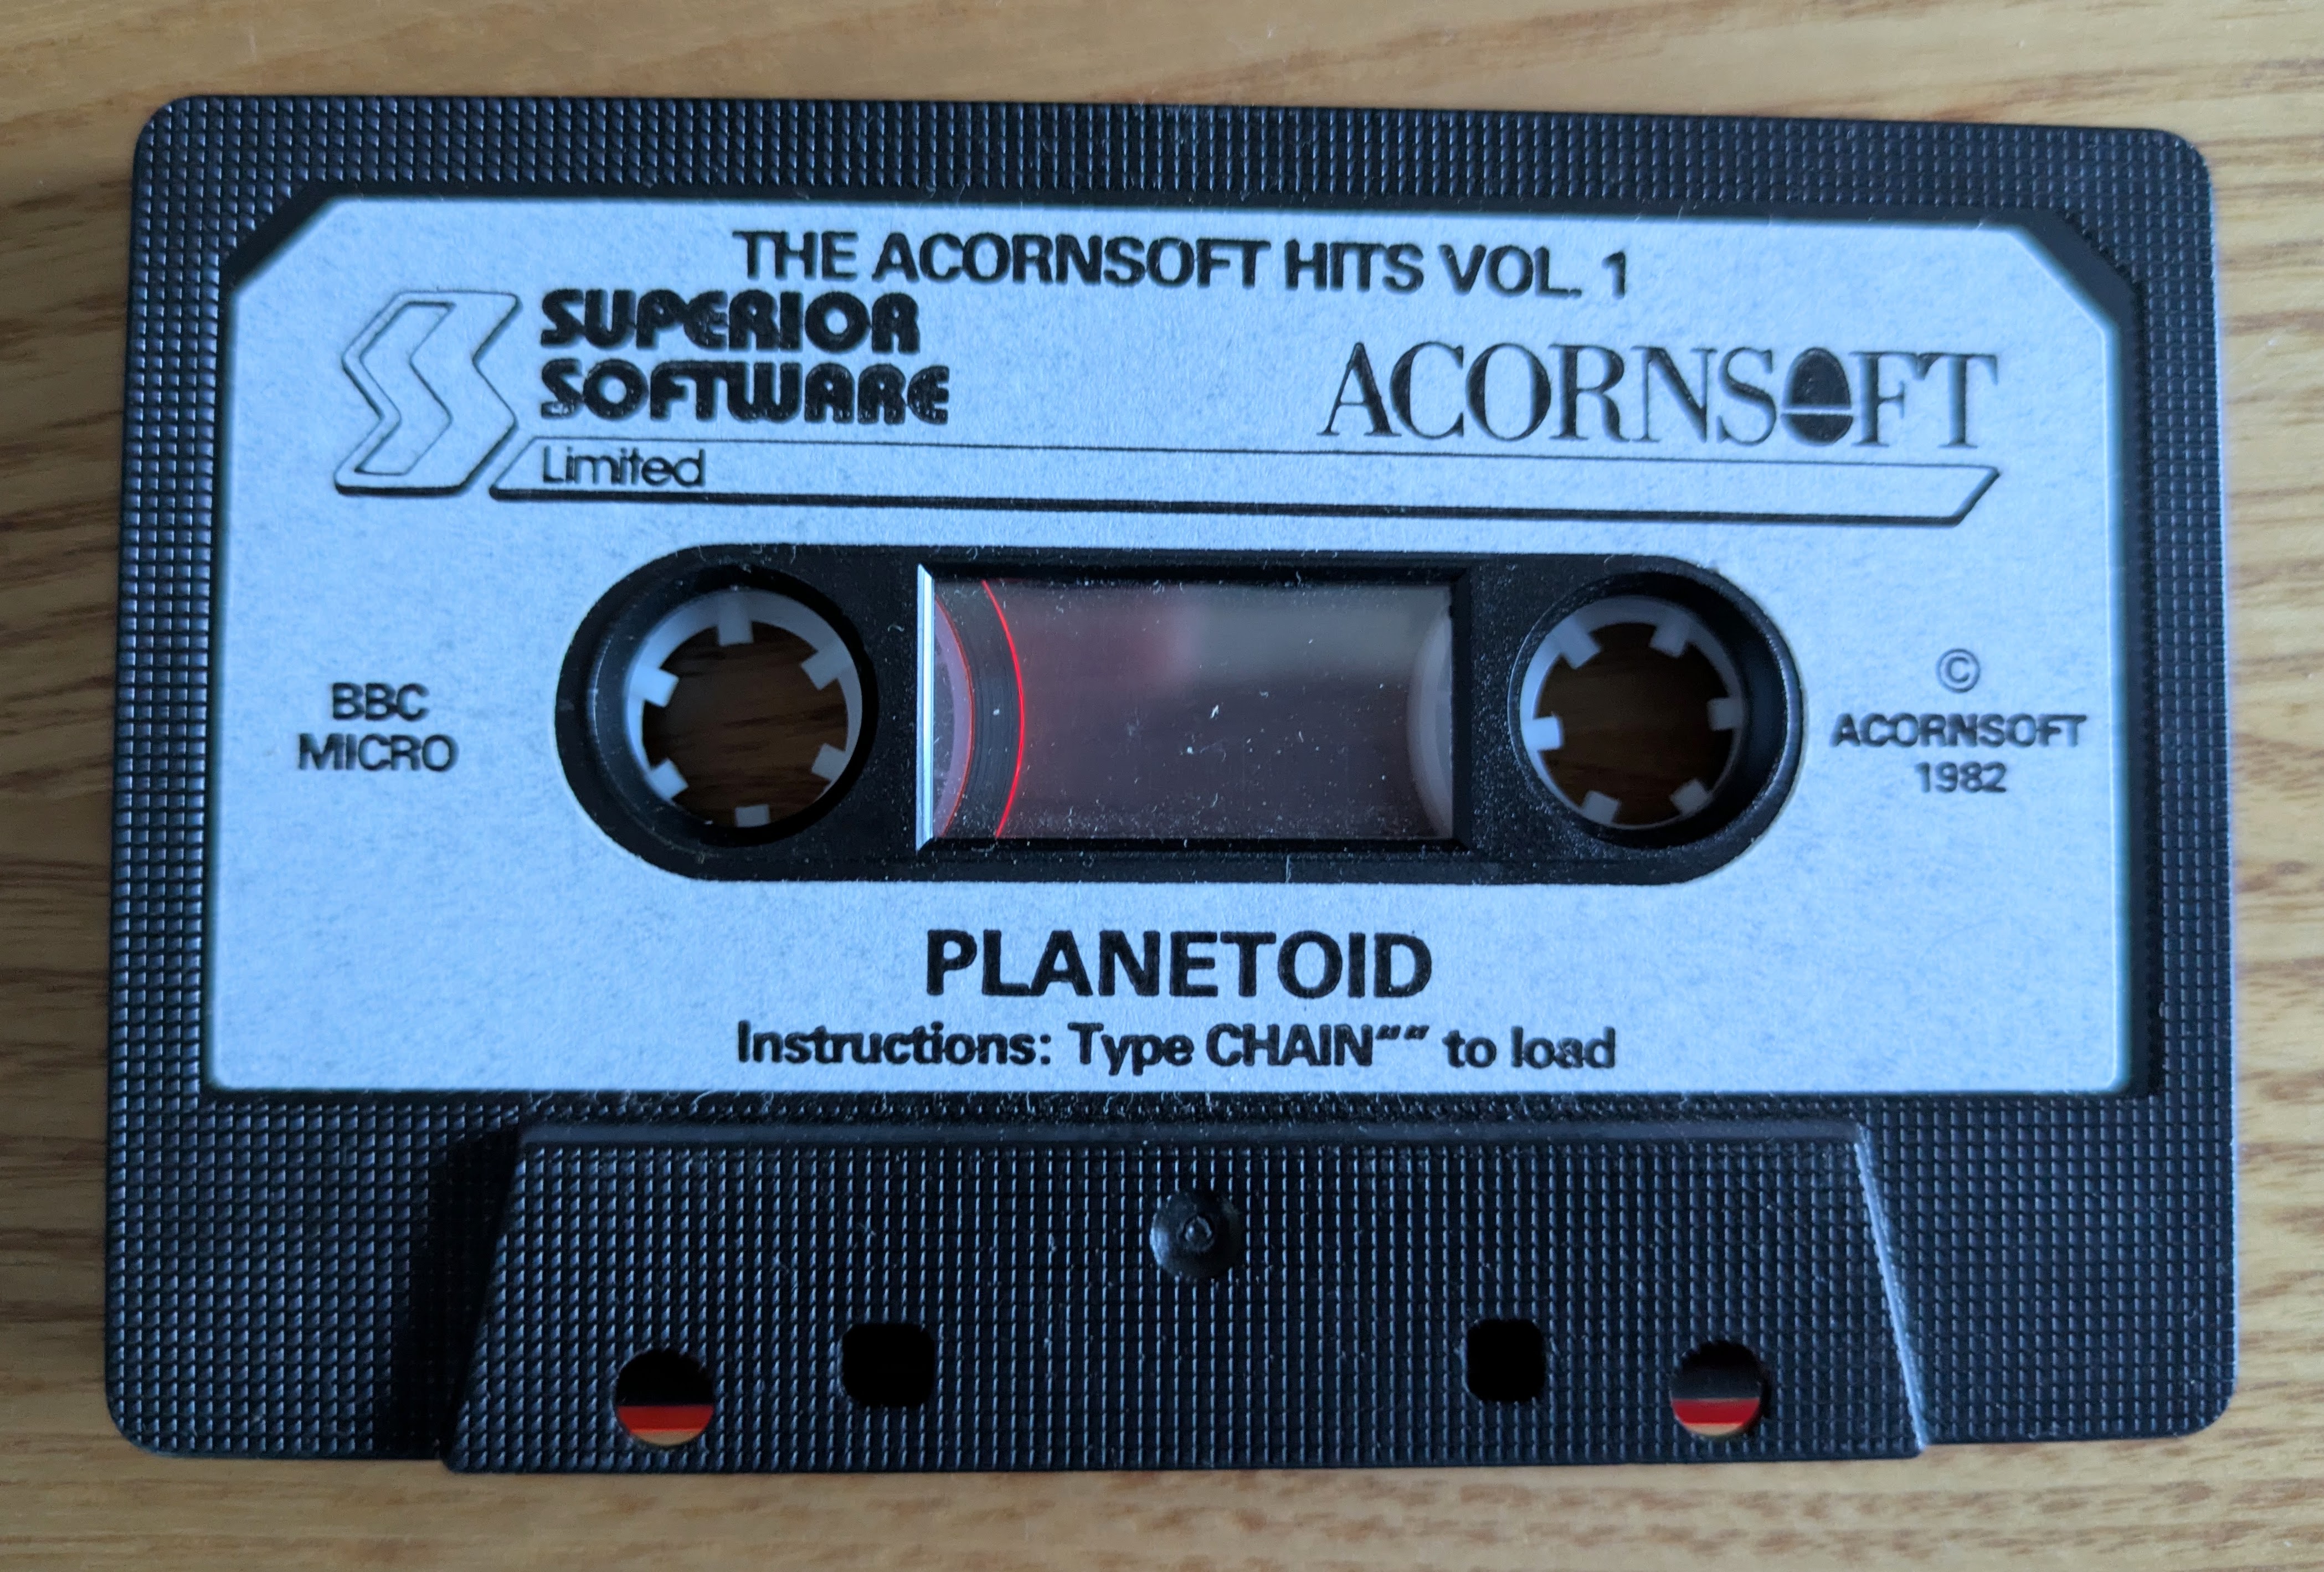 THE ACORNSOFT HITS VOL. 1
SUPERIOR
SOFTWARE
Limited
ACORNSOFT
BBC
MICRO
©
ACORNSOFT
1982
PLANETOID
Instructions: Type CHAIN"" to load